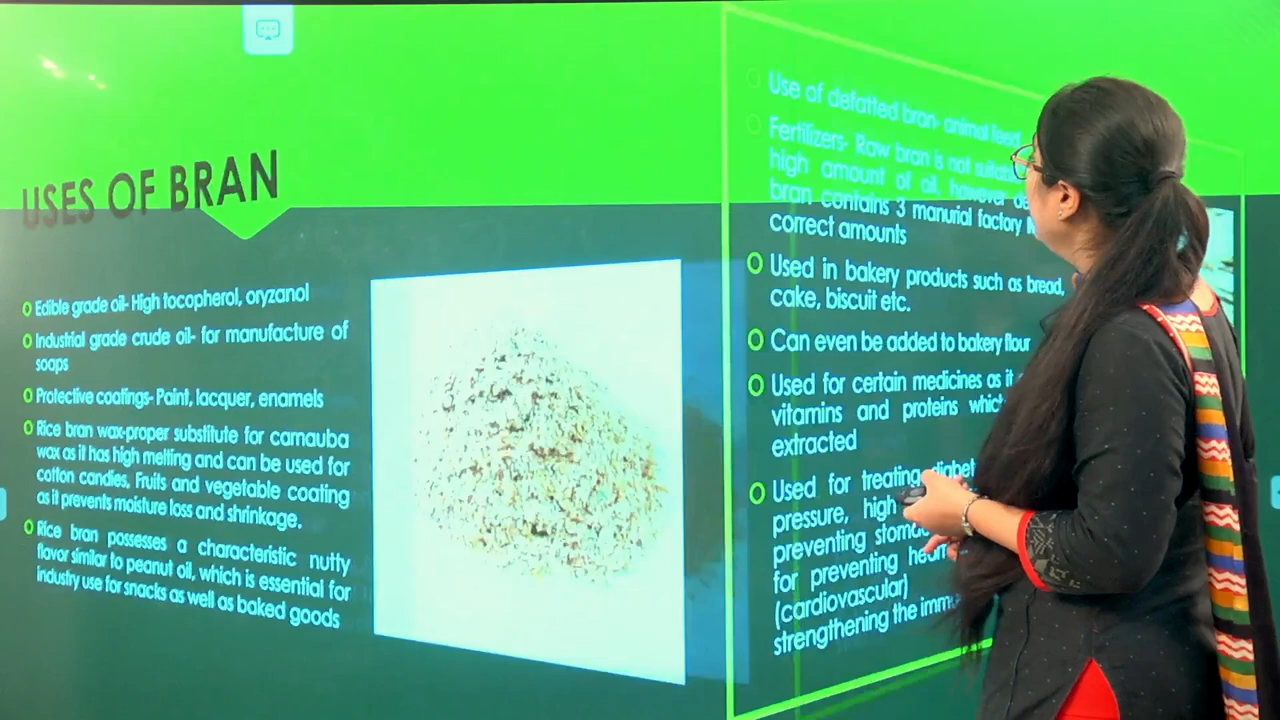 USES OF BRAN
Edible grade oil- High tocopherol, oryzanol
Industrial grade crude oil- for manufacture of
soaps
Protective coatings- Paint, lacquer, enamels
Rice bran wax-proper substitute for carnauba
wax as it has high melting and can be used for
cotton candies, Fruits and vegetable coating
as it prevents moisture loss and shrinkage.
Rice bran possesses a characteristic nutty
flavor similar to peanut oil, which is essential for
industry use for snacks as well as baked goods
Use of defatted bran- animal feed
Fertilizers- Raw bran is not
high amount of oil, however
bran contains 3 manurial factory
correct amounts
Used in bakery products such as bread,
cake, biscuit etc.
Can even be added to bakery flour
Used for certain medicines as it
vitamins and proteins
extracted
Used for treating
pressure, high
preventing
for preventing
(cardiovascular)
strengthening the